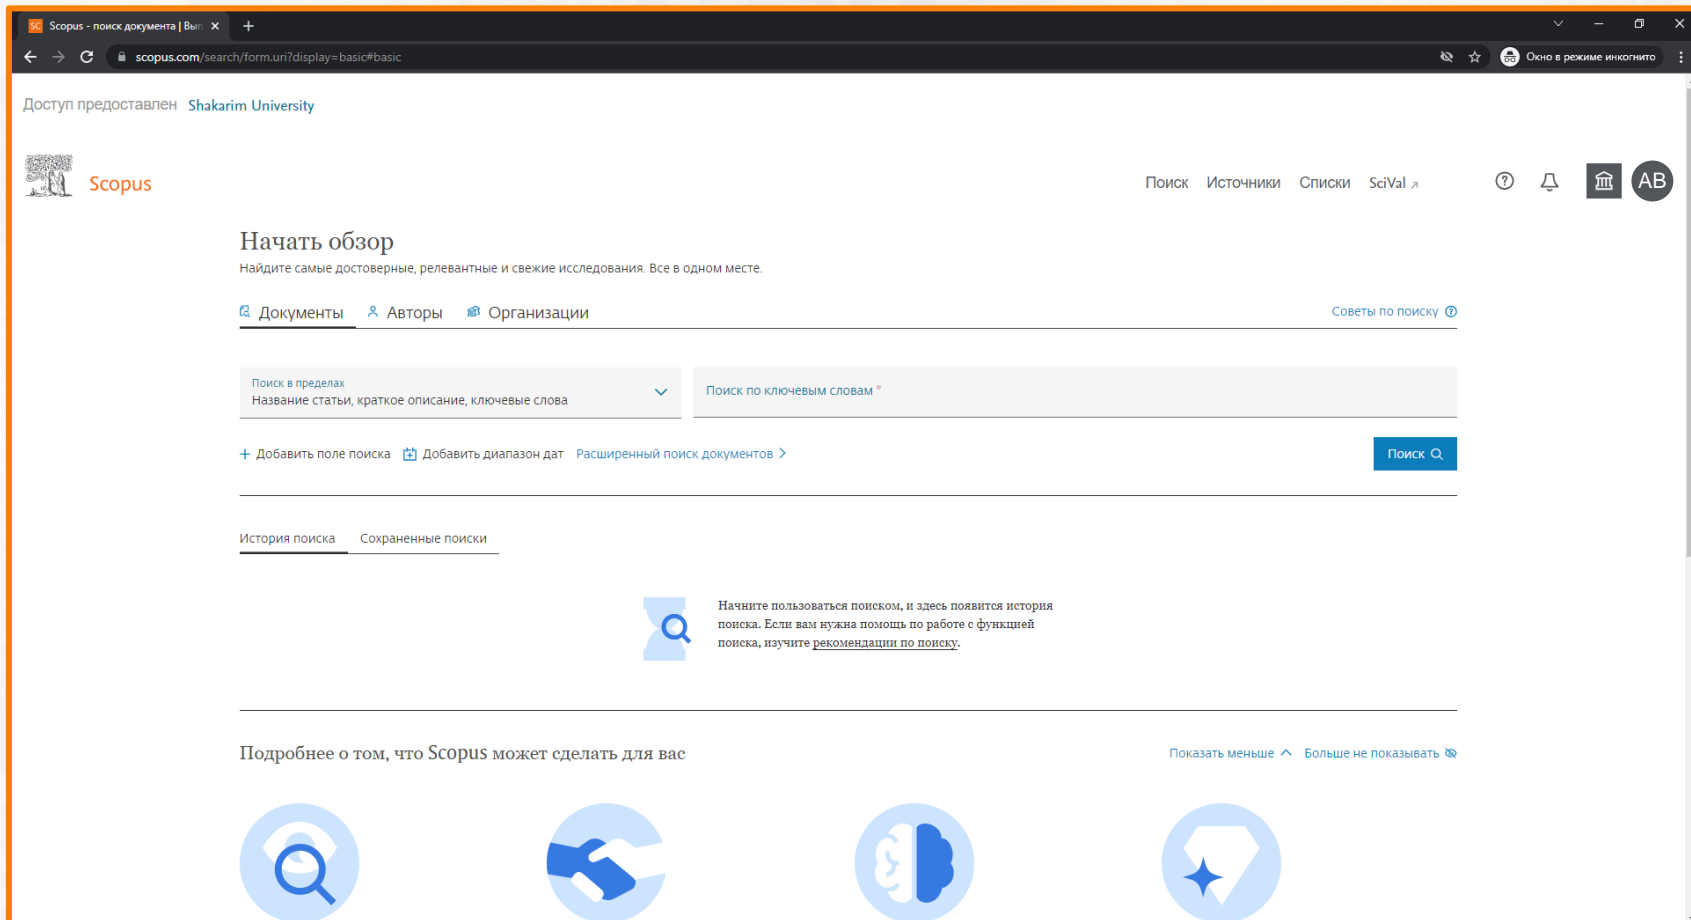 SC Scopus - поиск документа | Вып
scopus.com/search/form.uri?display=basic#basic
Окно в режиме инкогнито
Доступ предоставлен Shakarim University
Scopus
Поиск Источники Списки SciVal
AB
Начать обзор
Найдите самые достоверные, релевантные и свежие исследования. Все в одном месте.
Документы Авторы Организации
Советы по поиску
Поиск в пределах
Название статьи, краткое описание, ключевые слова
Поиск по ключевым словам *
Добавить поле поиска Добавить диапазон дат Расширенный поиск документов
Поиск
История поиска Сохраненные поиски
Начните пользоваться поиском, и здесь появится история
поиска. Если вам нужна помощь по работе с функцией
поиска, изучите рекомендации по поиску.
Подробнее о том, что Scopus может сделать для вас
Показать меньше Больше не показывать